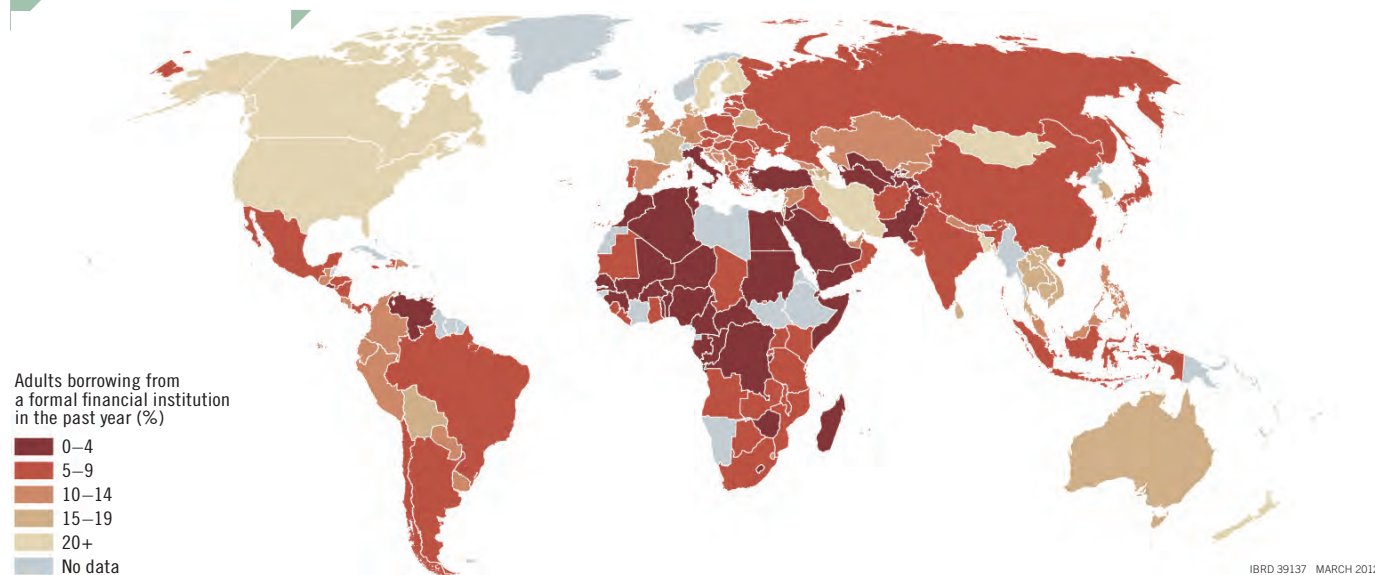 Adults borrowing from
a formal financial institution
in the past year (%)
0–4
5–9
10–14
15–19
20+
No data
IBRD 39137 MARCH 2012